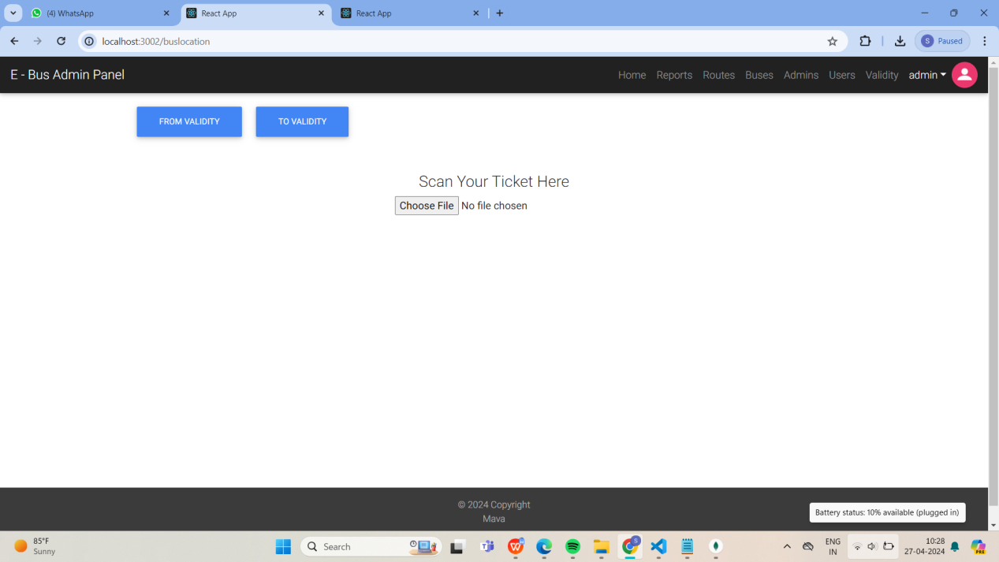 (4) WhatsApp
React App
React App
localhost:3002/buslocation
S Paused
E - Bus Admin Panel
Home Reports Routes Buses Admins Users Validity admin
FROM VALIDITY TO VALIDITY
Scan Your Ticket Here
Choose File No file chosen
© 2024 Copyright
Mava
Battery status: 10% available (plugged in)
85°F
Sunny
Search
S
ENG
IN
10:28
27-04-2024
PRE